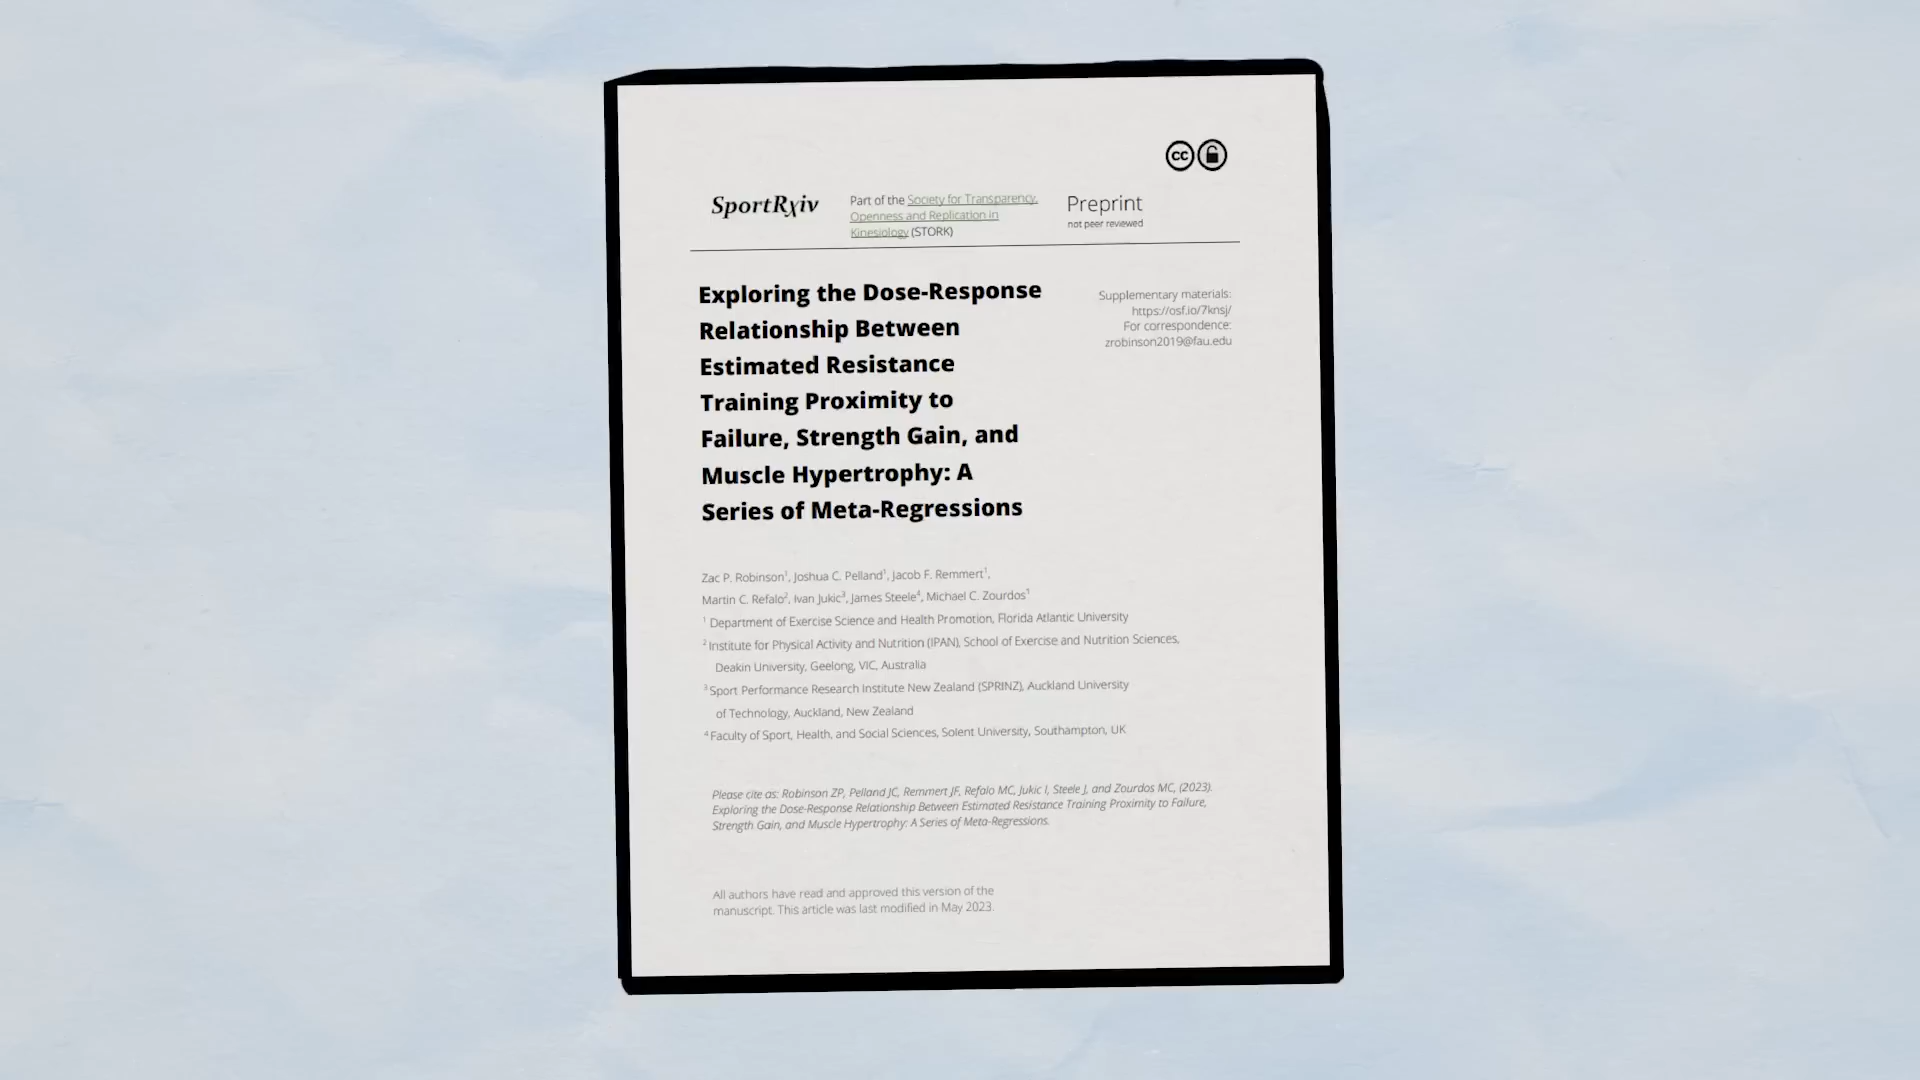 cc
SportRχiv
Part of the Society for Transparency,
Openness and Replication in
Kinesiology (STORK)
Preprint
not peer reviewed
Exploring the Dose-Response
Relationship Between
Estimated Resistance
Training Proximity to
Failure, Strength Gain, and
Muscle Hypertrophy: A
Series of Meta-Regressions
Supplementary materials:
https://osf.io/7knsj/
For correspondence:
zrobinson2019@fau.edu
Zac P. Robinson¹, Joshua C. Pelland¹, Jacob F. Remmert¹,
Martin C. Refalo², Ivan Jukic³, James Steele⁴, Michael C. Zourdos¹
¹ Department of Exercise Science and Health Promotion, Florida Atlantic University
² Institute for Physical Activity and Nutrition (IPAN), School of Exercise and Nutrition Sciences,
Deakin University, Geelong, VIC, Australia
³ Sport Performance Research Institute New Zealand (SPRINZ), Auckland University
of Technology, Auckland, New Zealand
⁴ Faculty of Sport, Health, and Social Sciences, Solent University, Southampton, UK
Please cite as: Robinson ZP, Pelland JC, Remmert JF, Refalo MC, Jukic I, Steele J, and Zourdos MC, (2023).
Exploring the Dose-Response Relationship Between Estimated Resistance Training Proximity to Failure,
Strength Gain, and Muscle Hypertrophy: A Series of Meta-Regressions.
All authors have read and approved this version of the
manuscript. This article was last modified in May 2023.